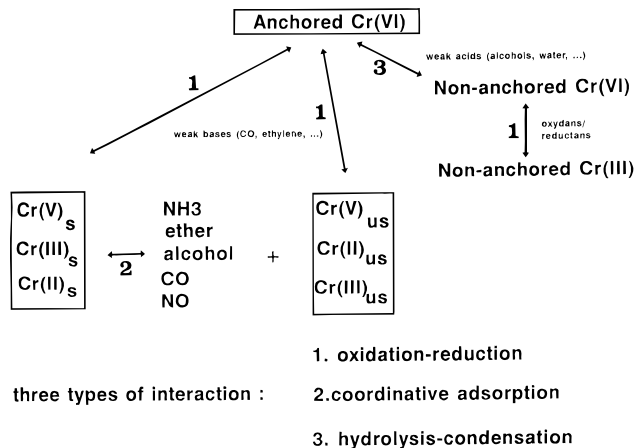 Anchored Cr(VI)
1
3
weak acids (alcohols, water, ...)
Non-anchored Cr(VI)
1
weak bases (CO, ethylene, ...)
1
oxydans/
reductans
Non-anchored Cr(III)
Cr(V)s
Cr(III)s
Cr(II)s
2
NH3
ether
alcohol
CO
NO
+
Cr(V)us
Cr(II)us
Cr(III)us
three types of interaction :
1. oxidation-reduction
2.coordinative adsorption
3. hydrolysis-condensation